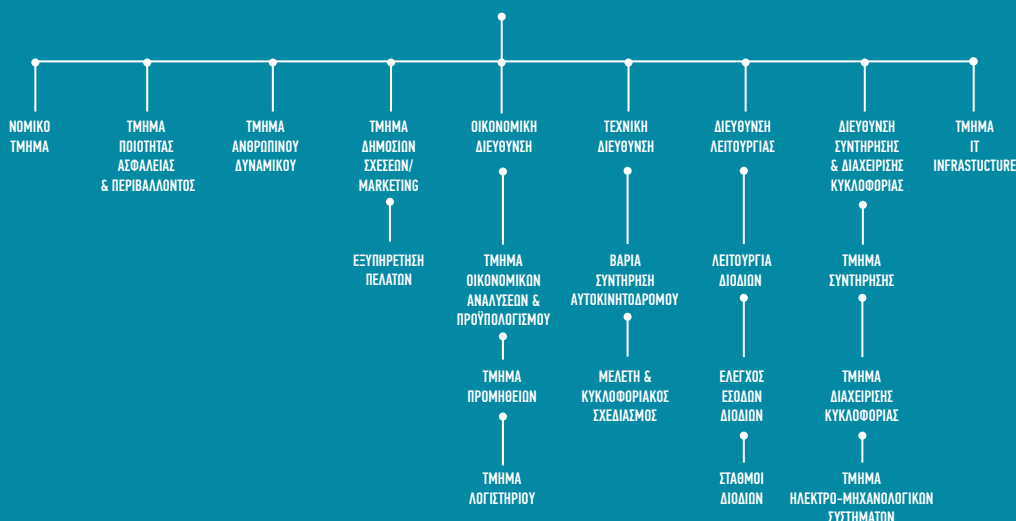 ΝΟΜΙΚΟ
ΤΜΗΜΑ
ΤΜΗΜΑ
ΠΟΙΟΤΗΤΑΣ
ΑΣΦΑΛΕΙΑΣ
& ΠΕΡΙΒΑΛΛΟΝΤΟΣ
ΤΜΗΜΑ
ΑΝΘΡΩΠΙΝΟΥ
ΔΥΝΑΜΙΚΟΥ
ΤΜΗΜΑ
ΔΗΜΟΣΙΩΝ
ΣΧΕΣΕΩΝ/
MARKETING
ΕΞΥΠΗΡΕΤΗΣΗ
ΠΕΛΑΤΩΝ
ΟΙΚΟΝΟΜΙΚΗ
ΔΙΕΥΘΥΝΣΗ
ΤΜΗΜΑ
ΟΙΚΟΝΟΜΙΚΩΝ
ΑΝΑΛΥΣΕΩΝ &
ΠΡΟΫΠΟΛΟΓΙΣΜΟΥ
ΤΜΗΜΑ
ΠΡΟΜΗΘΕΙΩΝ
ΤΜΗΜΑ
ΛΟΓΙΣΤΗΡΙΟΥ
ΤΕΧΝΙΚΗ
ΔΙΕΥΘΥΝΣΗ
ΒΑΡΙΑ
ΣΥΝΤΗΡΗΣΗ
ΑΥΤΟΚΙΝΗΤΟΔΡΟΜΟΥ
ΜΕΛΕΤΗ &
ΚΥΚΛΟΦΟΡΙΑΚΟΣ
ΣΧΕΔΙΑΣΜΟΣ
ΔΙΕΥΘΥΝΣΗ
ΛΕΙΤΟΥΡΓΙΑΣ
ΛΕΙΤΟΥΡΓΙΑ
ΔΙΟΔΙΩΝ
ΕΛΕΓΧΟΣ
ΕΣΟΔΩΝ
ΔΙΟΔΙΩΝ
ΣΤΑΘΜΟΙ
ΔΙΟΔΙΩΝ
ΔΙΕΥΘΥΝΣΗ
ΣΥΝΤΗΡΗΣΗΣ
& ΔΙΑΧΕΙΡΙΣΗΣ
ΚΥΚΛΟΦΟΡΙΑΣ
ΤΜΗΜΑ
ΣΥΝΤΗΡΗΣΗΣ
ΤΜΗΜΑ
ΔΙΑΧΕΙΡΙΣΗΣ
ΚΥΚΛΟΦΟΡΙΑΣ
ΤΜΗΜΑ
ΗΛΕΚΤΡΟ-ΜΗΧΑΝΟΛΟΓΙΚΩΝ
ΣΥΣΤΗΜΑΤΩΝ
ΤΜΗΜΑ
IT
INFRASTUCTURE